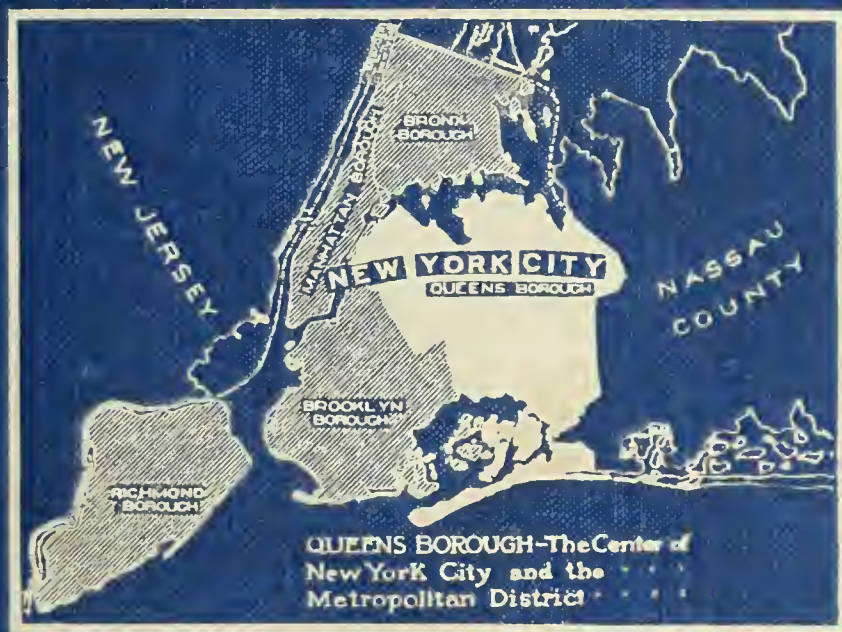 BRONX
BOROUGH
MANHATTAN BOROUGH
NEW JERSEY
NEW YORK CITY
QUEENS BOROUGH
NASSAU
COUNTY
BROOKLYN
BOROUGH
RICHMOND
BOROUGH
QUEENS BOROUGH-The Center of
New York City and the
Metropolitan District